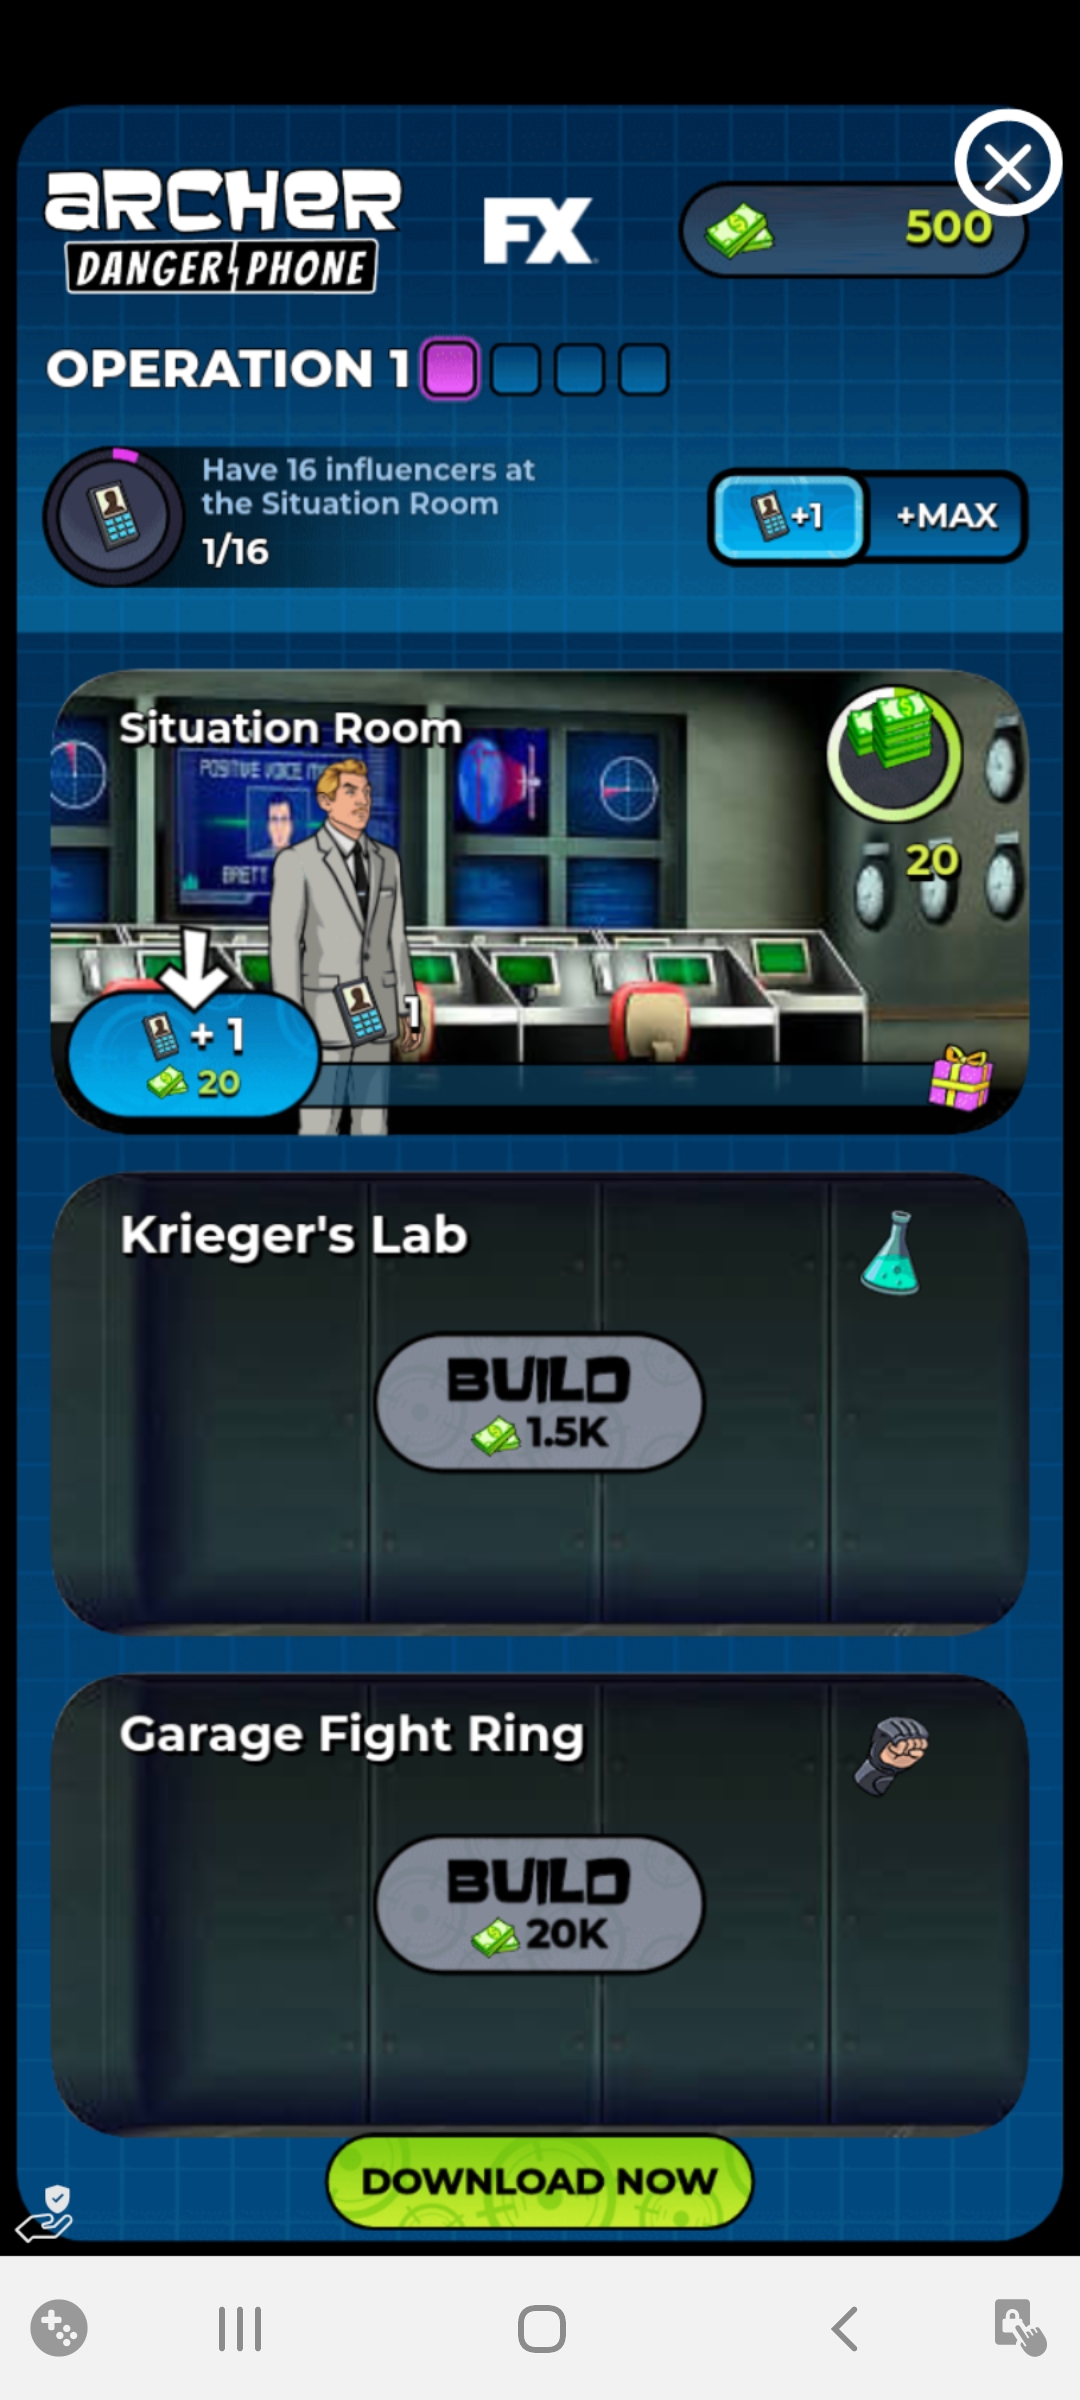 ARCHER
DANGER PHONE
FX
500
OPERATION 1
Have 16 influencers at
the Situation Room
1/16
+1
+MAX
Situation Room
POSITIVE VOICE
BRETT
20
1
+ 1
20
Krieger's Lab
BUILD
1.5K
Garage Fight Ring
BUILD
20K
DOWNLOAD NOW